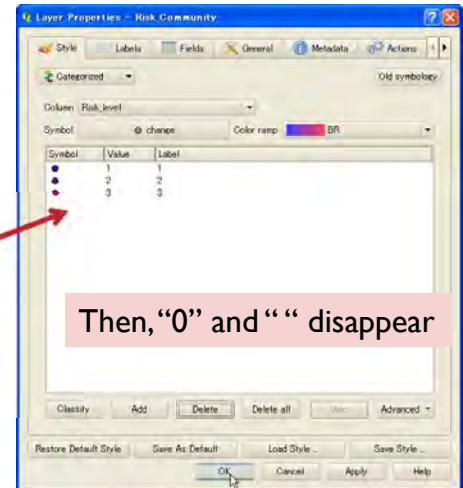 Layer Properties - Risk Community
Style Labels Fields General Metadata Actions
Categorized Old symbology
Column Risk_level
Symbol change Color ramp BR
Symbol Value Label
1 1
2 2
3 3
Then, “0” and “ “ disappear
Classify Add Delete Delete all Advanced
Restore Default Style Save As Default Load Style .. Save Style ..
OK Cancel Apply Help